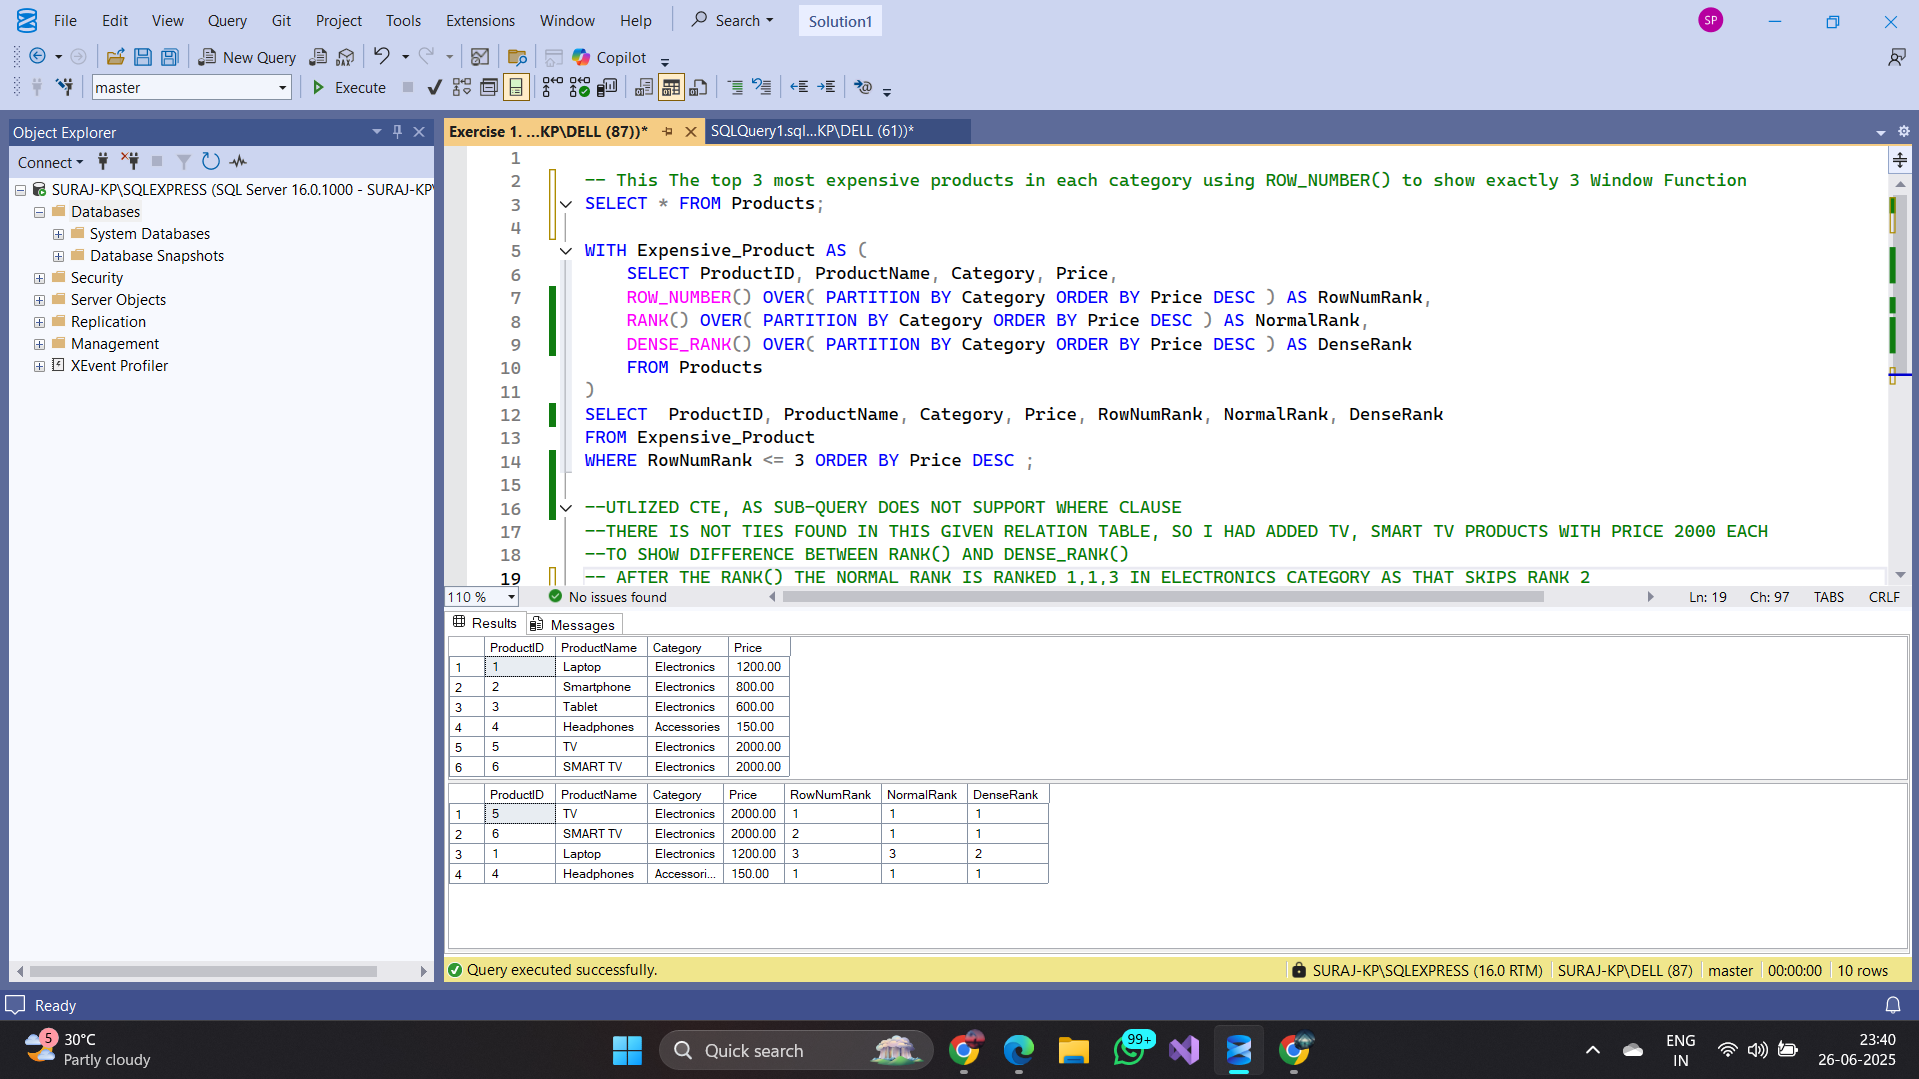 File Edit View Query Git Project Tools Extensions Window Help Search Solution1 SP
New Query DAX Copilot
master Execute
Object Explorer
Connect
SURAJ-KP\SQLEXPRESS (SQL Server 16.0.1000 - SURAJ-KP\
Databases
System Databases
Database Snapshots
Security
Server Objects
Replication
Management
XEvent Profiler
Exercise 1. ...KP\DELL (87))* SQLQuery1.sql...KP\DELL (61))*
1
2 -- This The top 3 most expensive products in each category using ROW_NUMBER() to show exactly 3 Window Function
3 SELECT * FROM Products;
4
5 WITH Expensive_Product AS (
6 SELECT ProductID, ProductName, Category, Price,
7 ROW_NUMBER() OVER( PARTITION BY Category ORDER BY Price DESC ) AS RowNumRank,
8 RANK() OVER( PARTITION BY Category ORDER BY Price DESC ) AS NormalRank,
9 DENSE_RANK() OVER( PARTITION BY Category ORDER BY Price DESC ) AS DenseRank
10 FROM Products
11 )
12 SELECT ProductID, ProductName, Category, Price, RowNumRank, NormalRank, DenseRank
13 FROM Expensive_Product
14 WHERE RowNumRank <= 3 ORDER BY Price DESC ;
15
16 --UTLIZED CTE, AS SUB-QUERY DOES NOT SUPPORT WHERE CLAUSE
17 --THERE IS NOT TIES FOUND IN THIS GIVEN RELATION TABLE, SO I HAD ADDED TV, SMART TV PRODUCTS WITH PRICE 2000 EACH
18 --TO SHOW DIFFERENCE BETWEEN RANK() AND DENSE_RANK()
19 -- AFTER THE RANK() THE NORMAL RANK IS RANKED 1,1,3 IN ELECTRONICS CATEGORY AS THAT SKIPS RANK 2
110 % No issues found Ln: 19 Ch: 97 TABS CRLF
Results Messages
ProductID ProductName Category Price
1 1 Laptop Electronics 1200.00
2 2 Smartphone Electronics 800.00
3 3 Tablet Electronics 600.00
4 4 Headphones Accessories 150.00
5 5 TV Electronics 2000.00
6 6 SMART TV Electronics 2000.00
ProductID ProductName Category Price RowNumRank NormalRank DenseRank
1 5 TV Electronics 2000.00 1 1 1
2 6 SMART TV Electronics 2000.00 2 1 1
3 1 Laptop Electronics 1200.00 3 3 2
4 4 Headphones Accessori... 150.00 1 1 1
Query executed successfully. SURAJ-KP\SQLEXPRESS (16.0 RTM) SURAJ-KP\DELL (87) master 00:00:00 10 rows
Ready
5 30°C
Partly cloudy
Quick search
99+
ENG
IN
23:40
26-06-2025